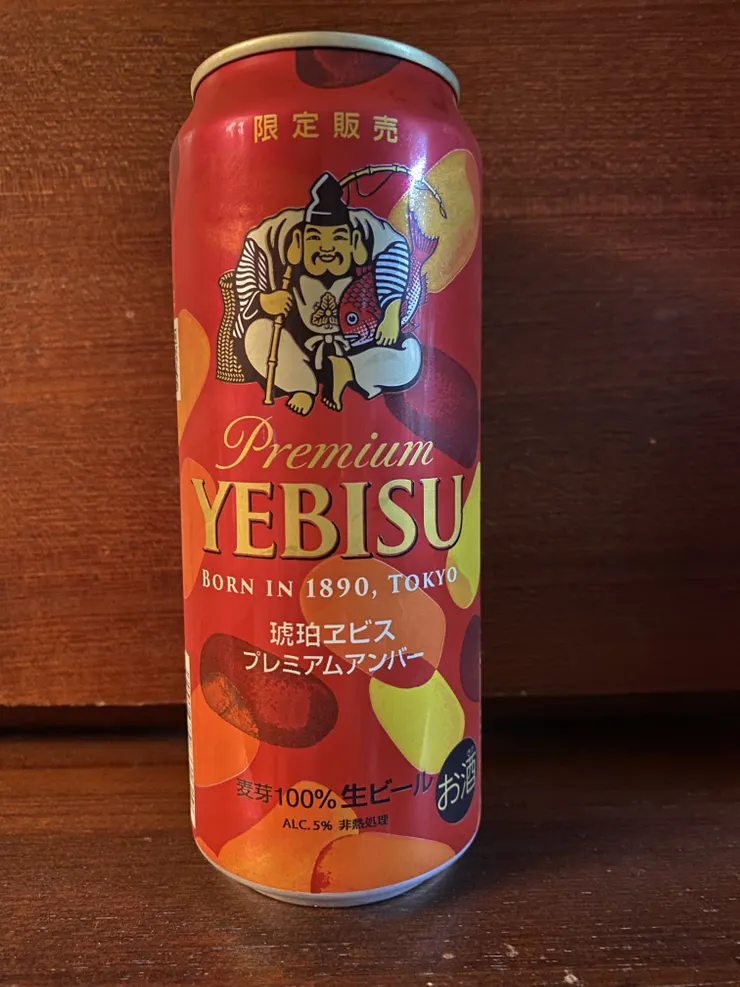 限定販売
Premium
YEBISU
BORN IN 1890, TOKYO
琥珀ヱビス
プレミアムアンバー
麦芽100%生ビール
お酒
ALC.5% 非熱処理